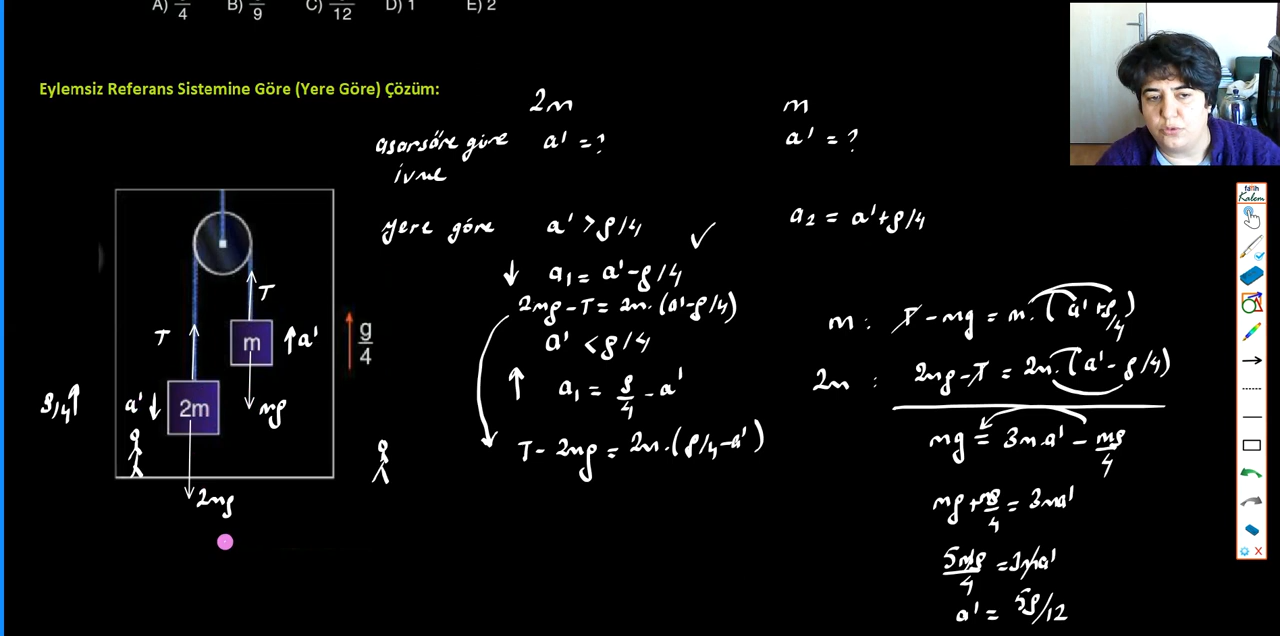 A) /4 B) /9 C) /12 D) 1 E) 2
Eylemsiz Referans Sistemine Göre (Yere Göre) Çözüm:
2m
m
asansöre göre a' = ?
a' = ?
ivme
yere göre a' > g/4 ✓
a₂ = a' + g/4
↓ a₁ = a' - g/4
2mg - T = 2m.(a' - g/4)
a' < g/4
↑ a₁ = g/4 - a'
T - 2mg = 2m.(g/4 - a')
T
T
m
↑a'
g/4
g/4↑
a'↓
2m
mg
2mg
m: T - mg = m.(a' + g/4)
2m: 2mg - T = 2m.(a' - g/4)
mg = 3ma' - mg/4
mg + mg/4 = 3ma'
5mg/4 = 3ma'
a' = 5g/12
fatih
Kalem